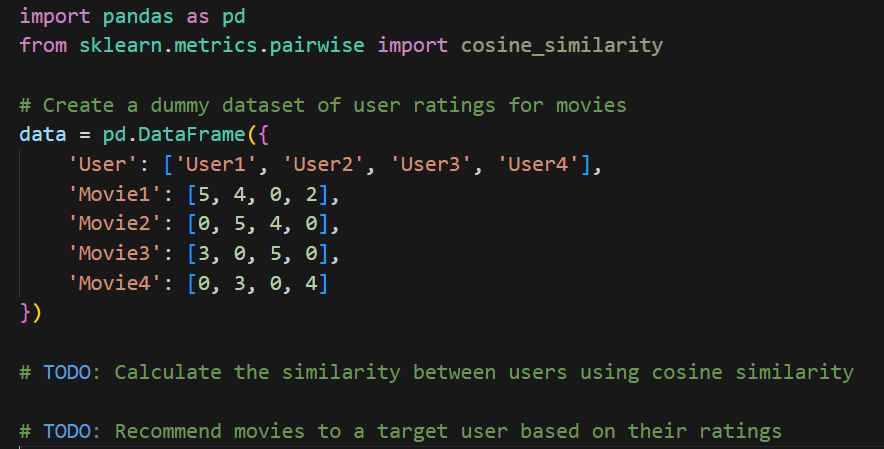 import pandas as pd
from sklearn.metrics.pairwise import cosine_similarity
# Create a dummy dataset of user ratings for movies
data = pd.DataFrame({
    'User': ['User1', 'User2', 'User3', 'User4'],
    'Movie1': [5, 4, 0, 2],
    'Movie2': [0, 5, 4, 0],
    'Movie3': [3, 0, 5, 0],
    'Movie4': [0, 3, 0, 4]
})
# TODO: Calculate the similarity between users using cosine similarity
# TODO: Recommend movies to a target user based on their ratings